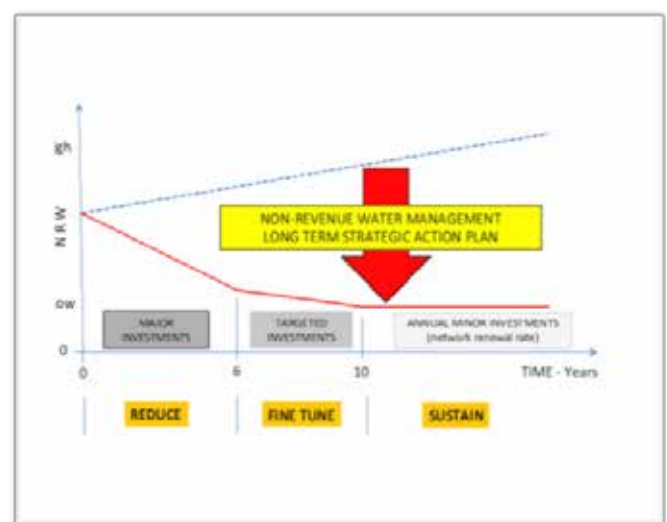 gh
NRW
NON-REVENUE WATER MANAGEMENT
LONG TERM STRATEGIC ACTION PLAN
ow
MAJOR
INVESTMENTS
TARGETED
INVESTMENTS
ANNUAL MINOR INVESTMENTS
(network renewal rate)
0
0
6
10
TIME - Years
REDUCE
FINE TUNE
SUSTAIN